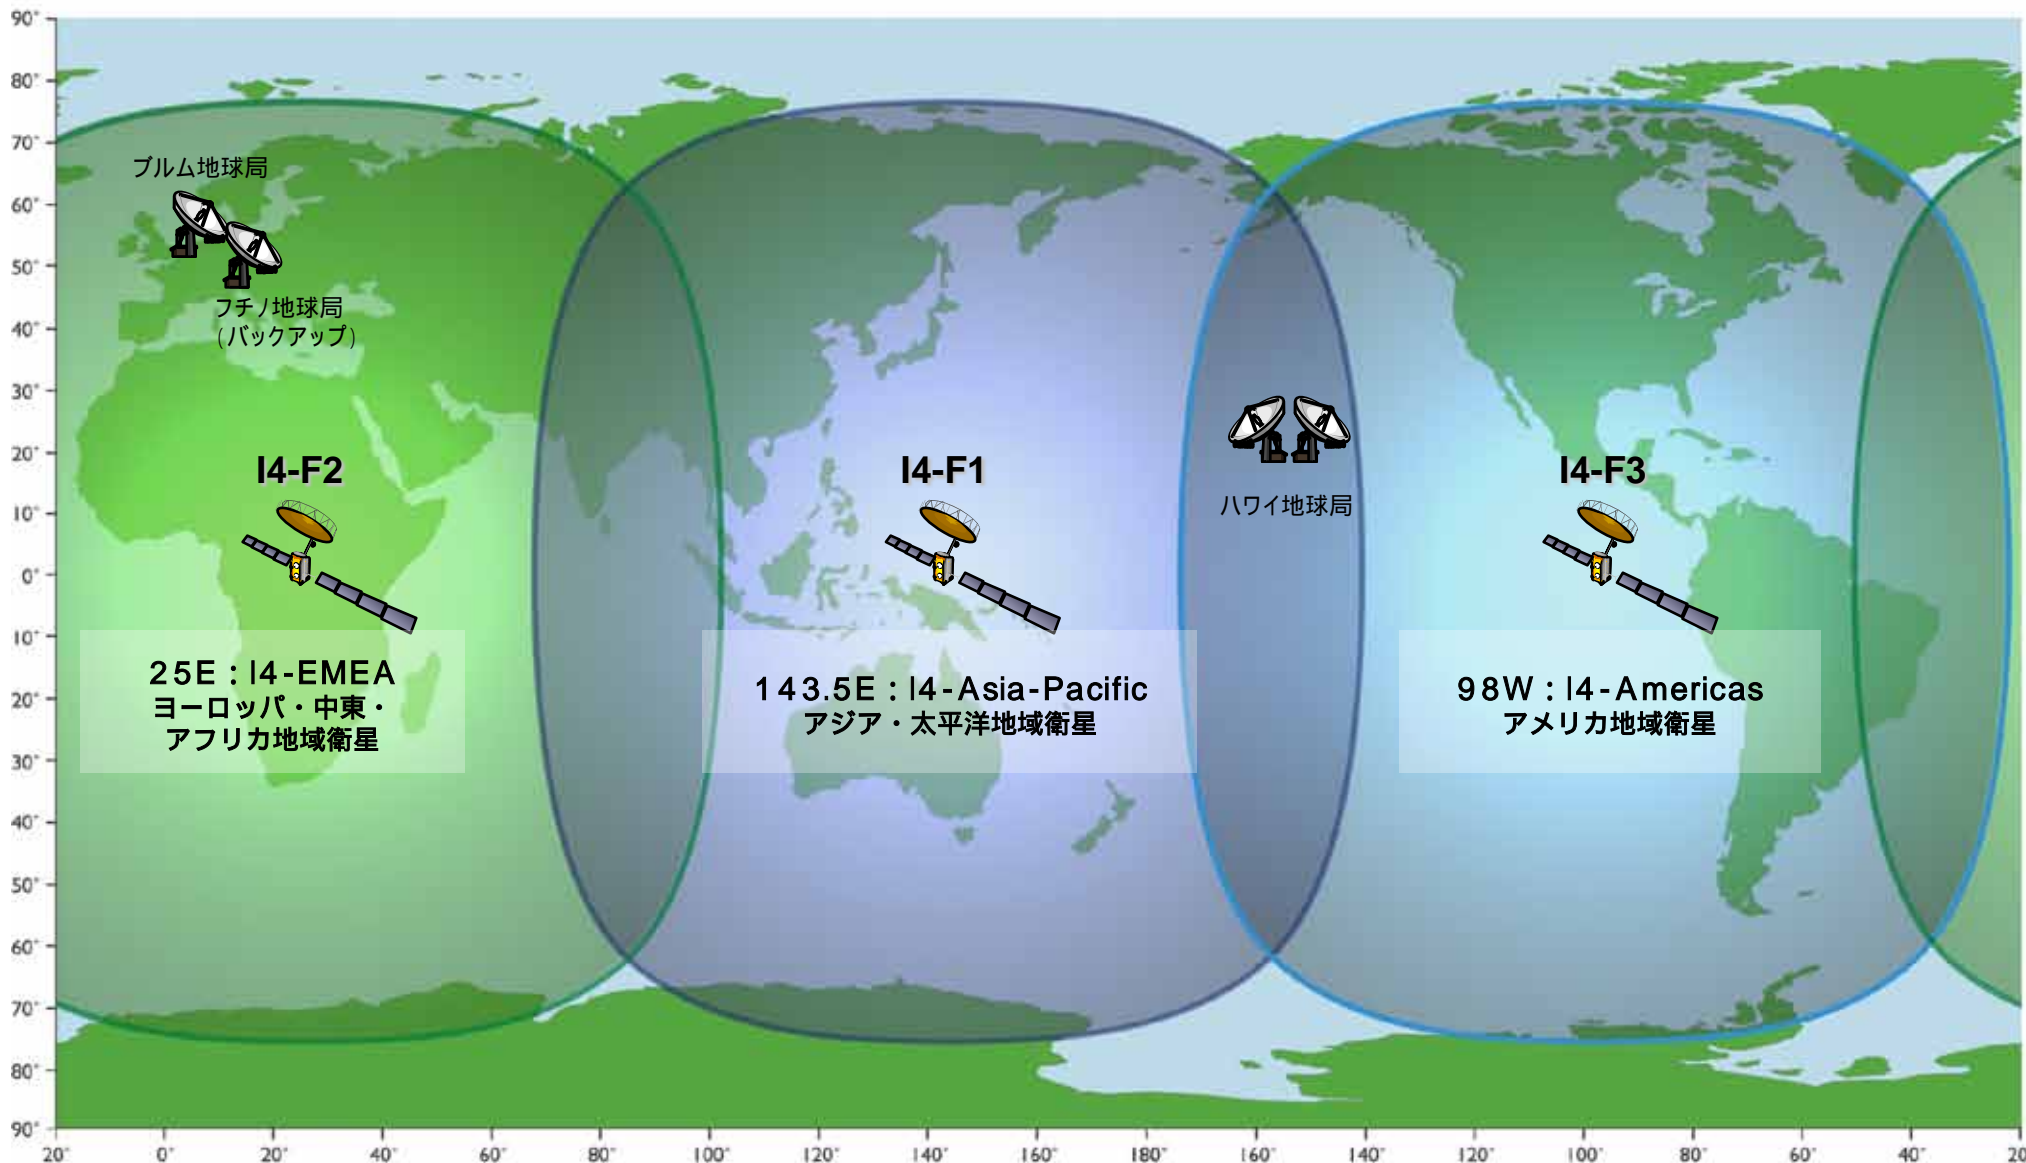 90°
80°
70°
60°
50°
40°
30°
20°
10°
0°
10°
20°
30°
40°
50°
60°
70°
80°
90°
ブルム地球局
フチノ地球局
(バックアップ)
I4-F2
I4-F1
ハワイ地球局
I4-F3
25E：I4-EMEA
ヨーロッパ・中東・
アフリカ地域衛星
143.5E：I4-Asia-Pacific
アジア・太平洋地域衛星
98W：I4-Americas
アメリカ地域衛星
20° 0° 20° 40° 60° 80° 100° 120° 140° 160° 180° 160° 140° 120° 100° 80° 60° 40° 20